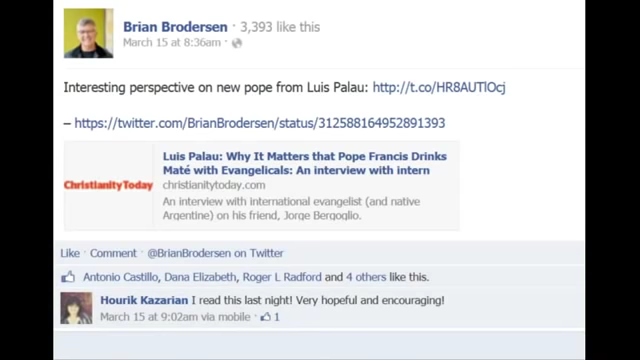 Brian Brodersen 3,393 like this
March 15 at 8:36am ·
Interesting perspective on new pope from Luis Palau: http://t.co/HR8AUTlOcj
– https://twitter.com/BrianBrodersen/status/312588164952891393
Luis Palau: Why It Matters that Pope Francis Drinks
Maté with Evangelicals: An interview with intern
ChristianityToday
christianitytoday.com
An interview with international evangelist (and native
Argentine) on his friend, Jorge Bergoglio.
Like · Comment · @BrianBrodersen on Twitter
Antonio Castillo, Dana Elizabeth, Roger L Radford and 4 others like this.
Hourik Kazarian I read this last night! Very hopeful and encouraging!
March 15 at 9:02am via mobile · 1